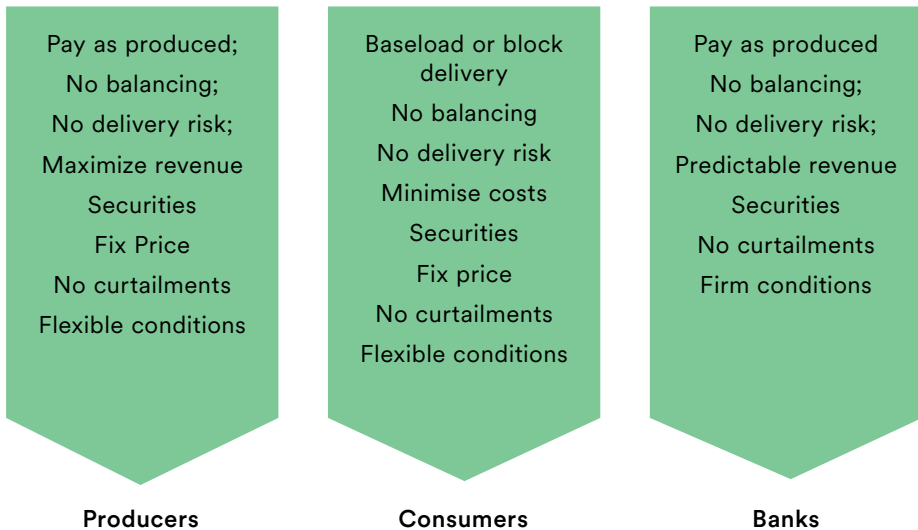 Pay as produced;
No balancing;
No delivery risk;
Maximize revenue
Securities
Fix Price
No curtailments
Flexible conditions
Producers
Baseload or block
delivery
No balancing
No delivery risk
Minimise costs
Securities
Fix price
No curtailments
Flexible conditions
Consumers
Pay as produced
No balancing;
No delivery risk;
Predictable revenue
Securities
No curtailments
Firm conditions
Banks